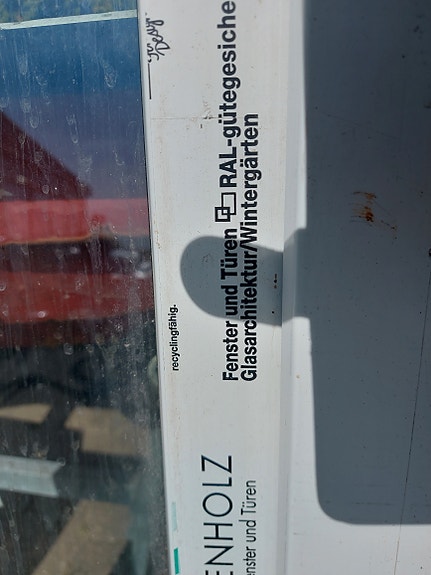 recyclingfähig.
Fenster und Türen RAL-gütegesiche
Glasarchitektur/Wintergärten
ENHOLZ
enster und Türen